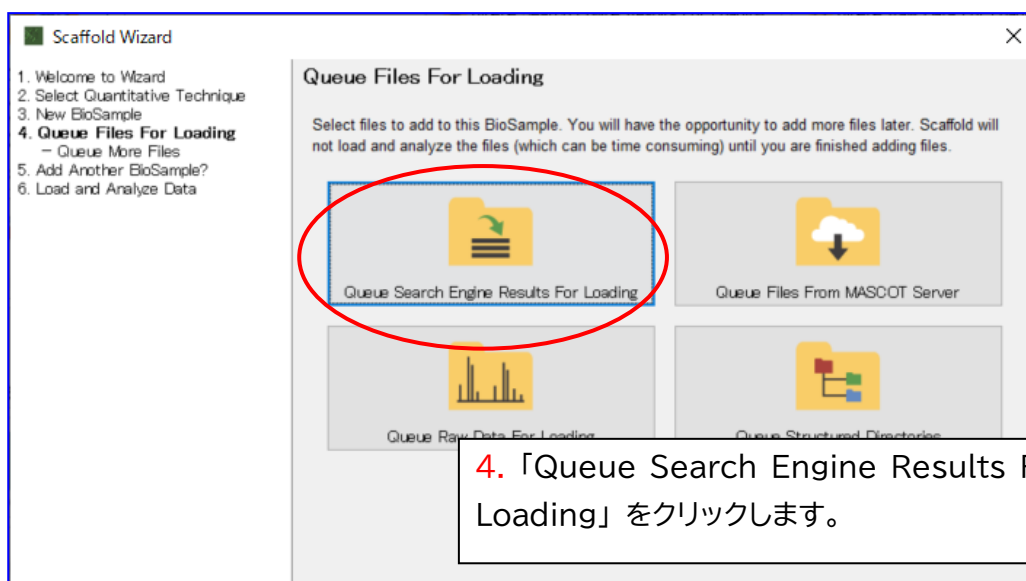 Scaffold Wizard
1. Welcome to Wizard
2. Select Quantitative Technique
3. New BioSample
4. Queue Files For Loading
– Queue More Files
5. Add Another BioSample?
6. Load and Analyze Data
Queue Files For Loading
Select files to add to this BioSample. You will have the opportunity to add more files later. Scaffold will
not load and analyze the files (which can be time consuming) until you are finished adding files.
Queue Search Engine Results For Loading
Queue Files From MASCOT Server
Queue Raw Data For Loading
Queue Structured Directories
4.「Queue Search Engine Results
Loading」をクリックします。